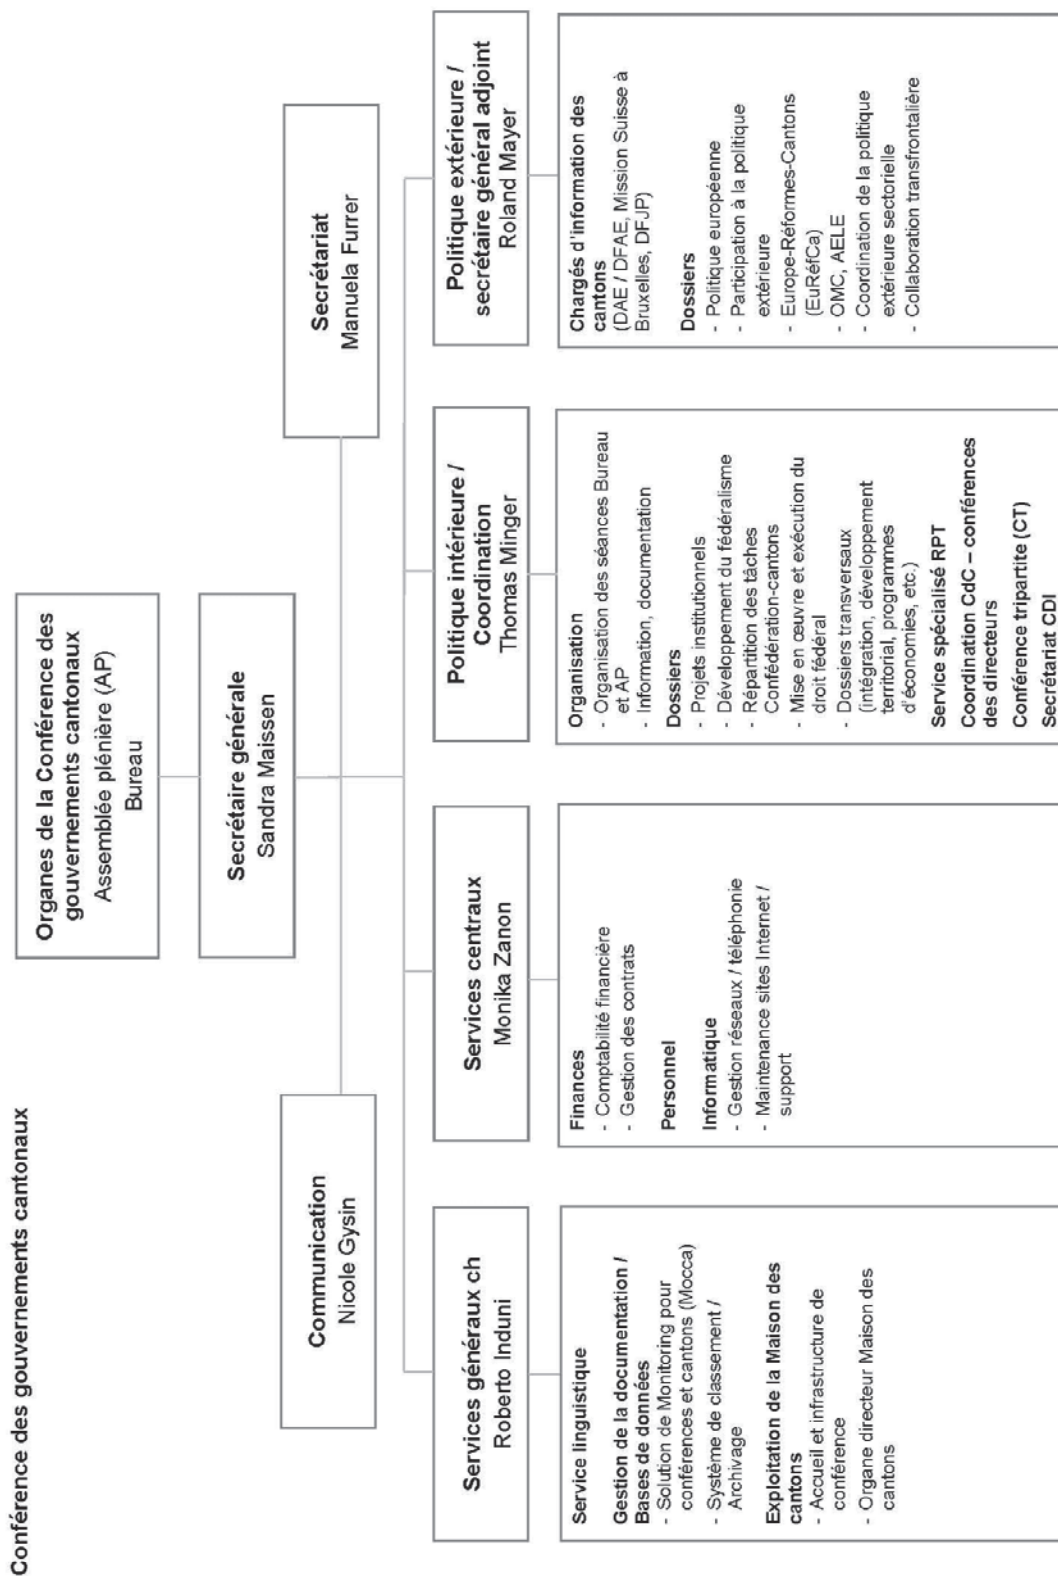 Conférence des gouvernements cantonaux
Organes de la Conférence des
gouvernements cantonaux
Assemblée plénière (AP)
Bureau
Secrétaire générale
Sandra Maissen
Communication
Nicole Gysin
Secrétariat
Manuela Furrer
Services généraux ch
Roberto Induni
Services centraux
Monika Zanon
Politique intérieure /
Coordination
Thomas Minger
Politique extérieure /
secrétaire général adjoint
Roland Mayer
Service linguistique
Gestion de la documentation /
Bases de données
- Solution de Monitoring pour
conférences et cantons (Mocca)
- Système de classement /
Archivage
Exploitation de la Maison des
cantons
- Accueil et infrastructure de
conférence
- Organe directeur Maison des
cantons
Finances
- Comptabilité financière
- Gestion des contrats
Personnel
Informatique
- Gestion réseaux / téléphonie
- Maintenance sites Internet /
support
Organisation
- Organisation des séances Bureau
et AP
- Information, documentation
Dossiers
- Projets institutionnels
- Développement du fédéralisme
- Répartition des tâches
Confédération-cantons
- Mise en œuvre et exécution du
droit fédéral
- Dossiers transversaux
(intégration, développement
territorial, programmes
d'économies, etc.)
Service spécialisé RPT
Coordination CdC – conférences
des directeurs
Conférence tripartite (CT)
Secrétariat CDI
Chargés d'information des
cantons
(DAE / DFAE, Mission Suisse à
Bruxelles, DFJP)
Dossiers
- Politique européenne
- Participation à la politique
extérieure
- Europe-Réformes-Cantons
(EuRéfCa)
- OMC, AELE
- Coordination de la politique
extérieure sectorielle
- Collaboration transfrontalière